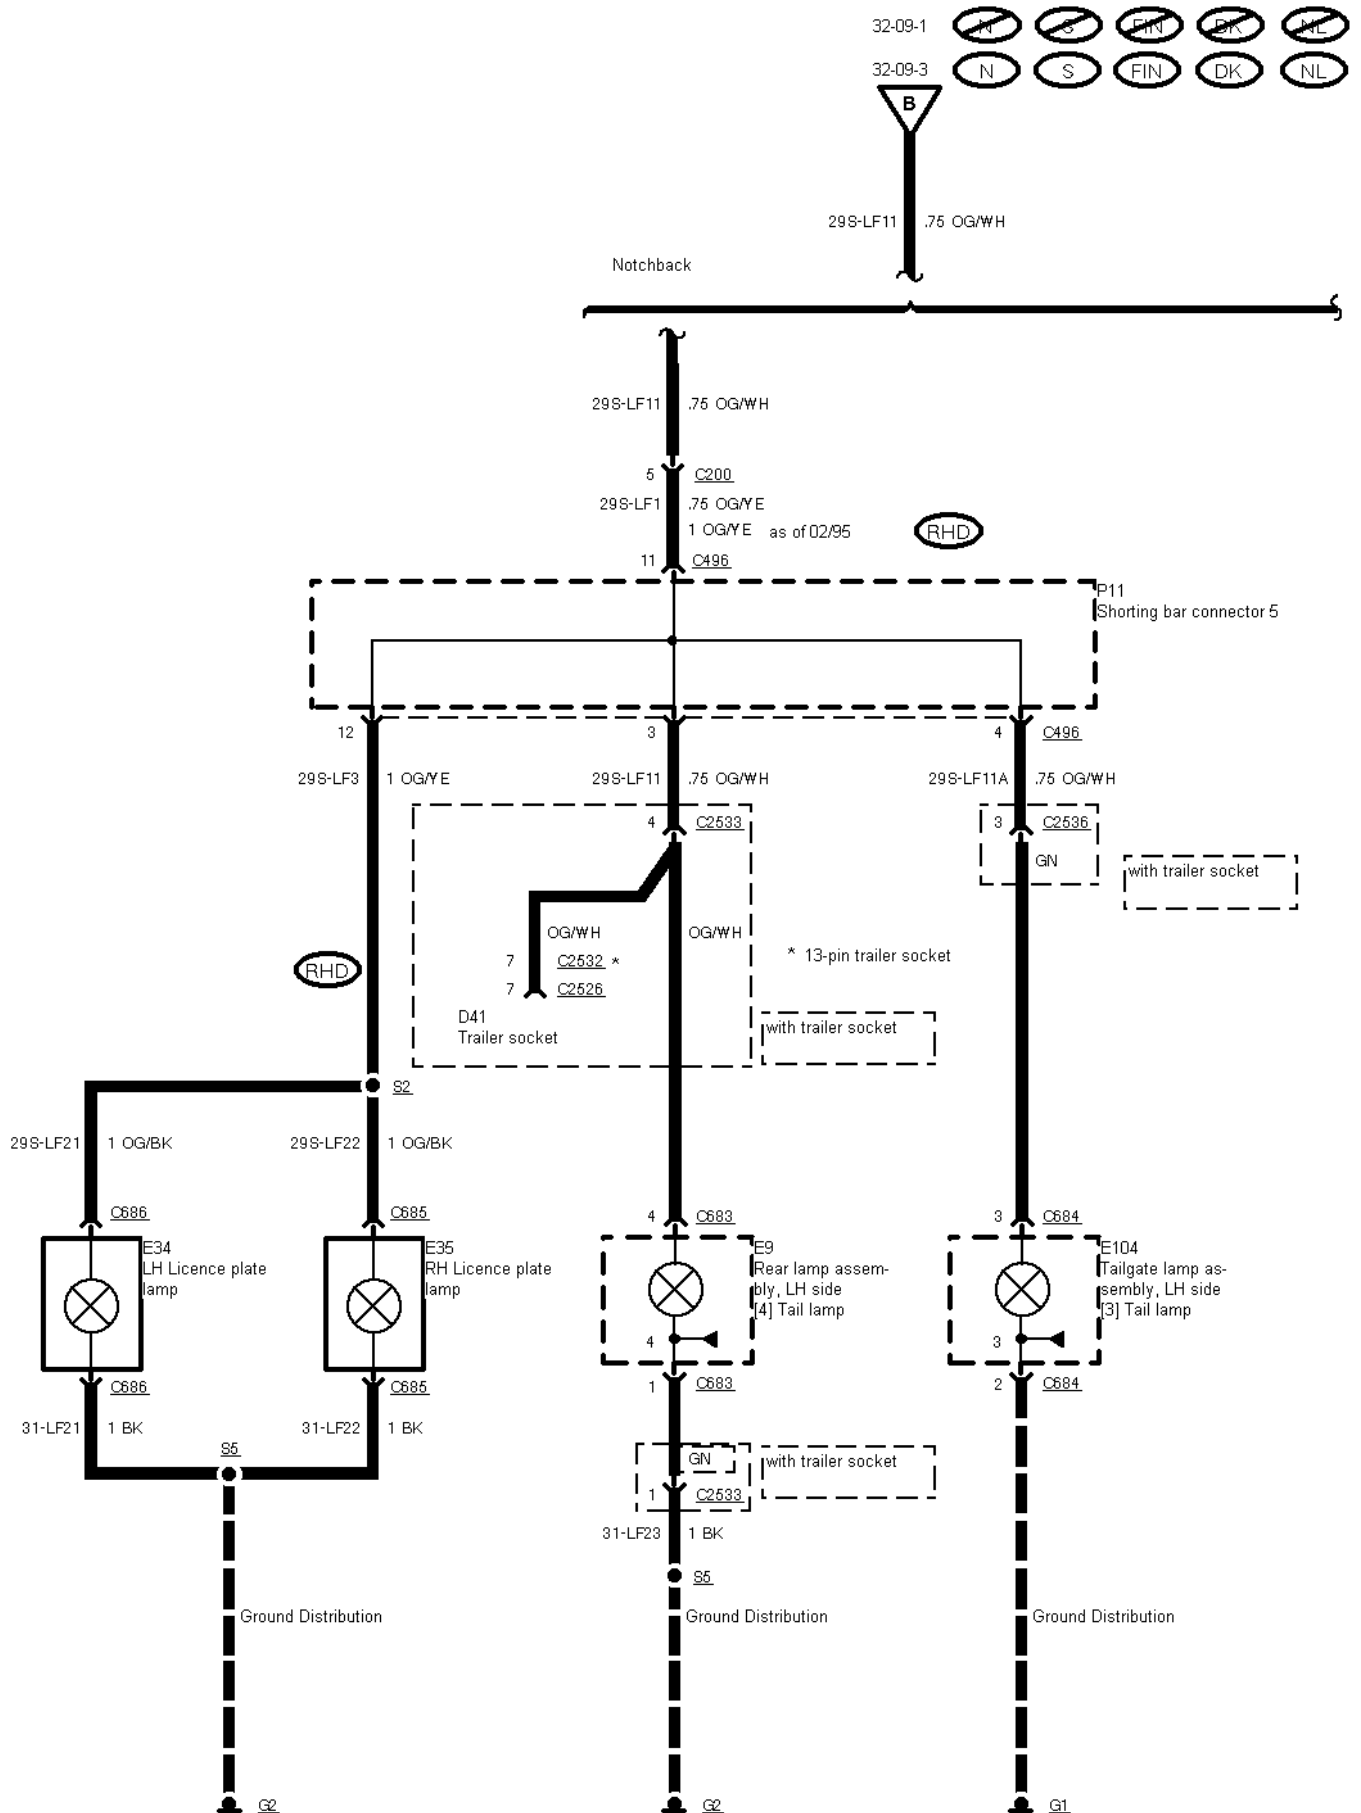 32-09-1 N S FIN DK NL
32-09-3 N S FIN DK NL
B
29S-LF11 .75 OG/WH
Notchback
29S-LF11 .75 OG/WH
5 C200
29S-LF1 .75 OG/YE
1 OG/YE as of 02/95 RHD
11 C496
P11
Shorting bar connector 5
12 3 4 C496
29S-LF3 1 OG/YE 29S-LF11 .75 OG/WH 29S-LF11A .75 OG/WH
4 C2533 3 C2536
GN
with trailer socket
OG/WH OG/WH
7 C2532 * * 13-pin trailer socket
RHD
7 C2526
D41
Trailer socket
with trailer socket
S2
29S-LF21 1 OG/BK 29S-LF22 1 OG/BK
C686 C685 4 C683 3 C684
E34
LH Licence plate
lamp
E35
RH Licence plate
lamp
E9
Rear lamp assem-
bly, LH side
[4] Tail lamp
E104
Tailgate lamp as-
sembly, LH side
[3] Tail lamp
4 3
C686 C685 1 C683 2 C684
31-LF21 1 BK 31-LF22 1 BK
S5
GN with trailer socket
1 C2533
31-LF23 1 BK
S5
Ground Distribution Ground Distribution Ground Distribution
G2 G2 G1